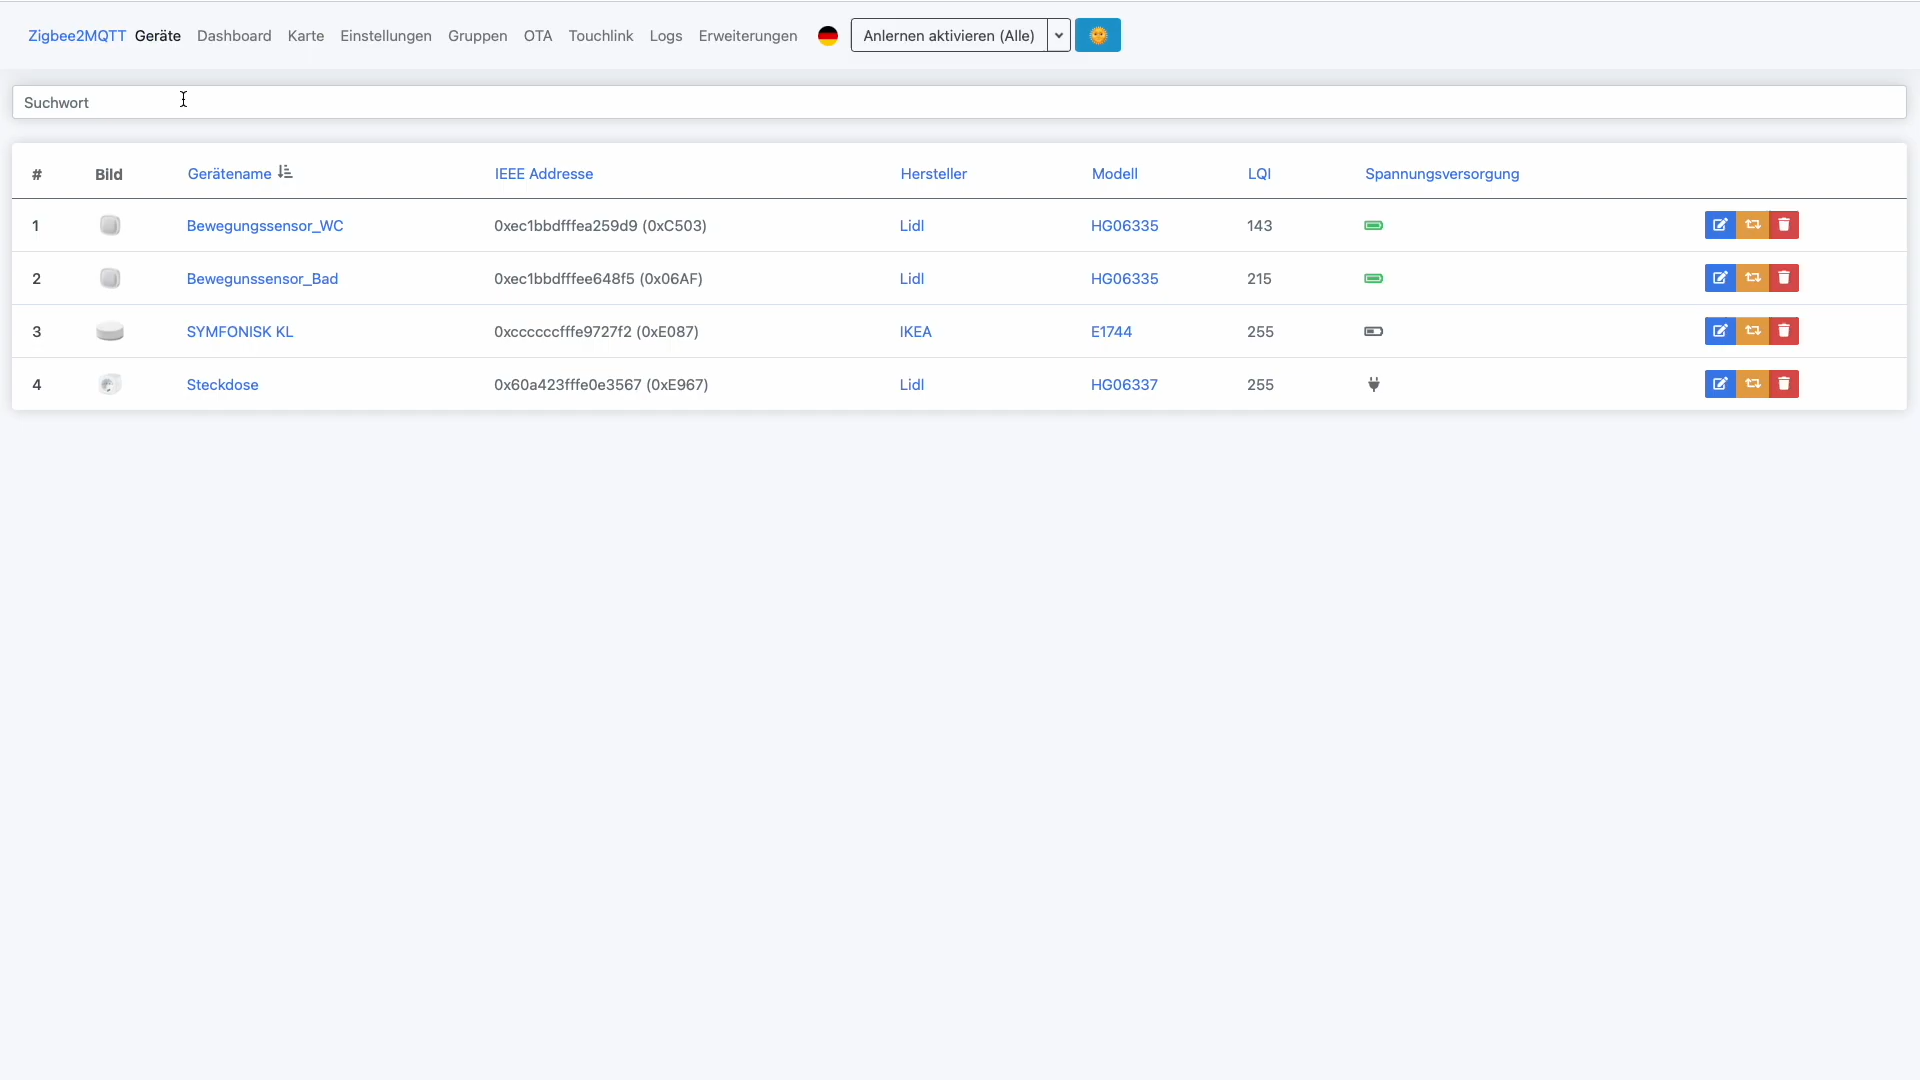 Zigbee2MQTT Geräte Dashboard Karte Einstellungen Gruppen OTA Touchlink Logs Erweiterungen Anlernen aktivieren (Alle)
Suchwort
# Bild Gerätename IEEE Addresse Hersteller Modell LQI Spannungsversorgung
1 Bewegungssensor_WC 0xec1bbdfffea259d9 (0xC503) Lidl HG06335 143
2 Bewegunssensor_Bad 0xec1bbdfffee648f5 (0x06AF) Lidl HG06335 215
3 SYMFONISK KL 0xccccccfffe9727f2 (0xE087) IKEA E1744 255
4 Steckdose 0x60a423fffe0e3567 (0xE967) Lidl HG06337 255